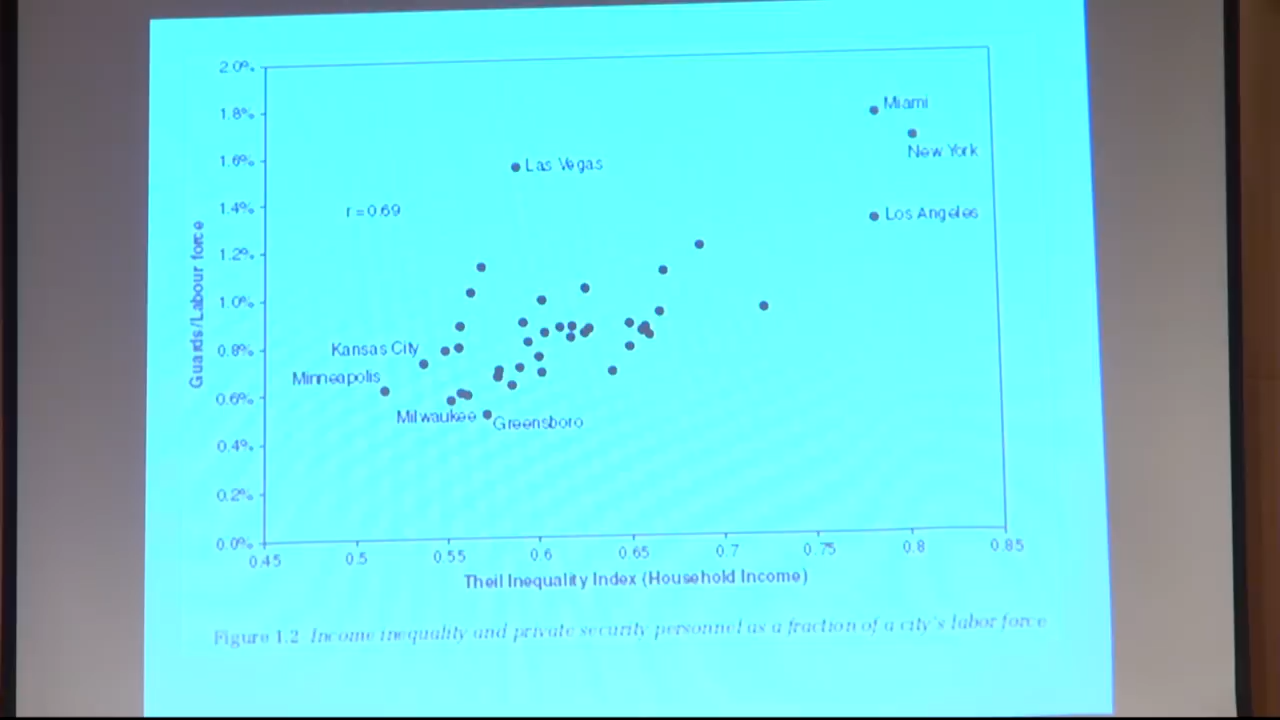 2.0%
1.8%
1.6%
1.4%
1.2%
1.0%
0.8%
0.6%
0.4%
0.2%
0.0%
Guards/Labour force
r = 0.69
Miami
New York
Las Vegas
Los Angeles
Kansas City
Minneapolis
Milwaukee
Greensboro
0.45 0.5 0.55 0.6 0.65 0.7 0.75 0.8 0.85
Theil Inequality Index (Household Income)
Figure 1.2 Income inequality and private security personnel as a fraction of a city's labor force